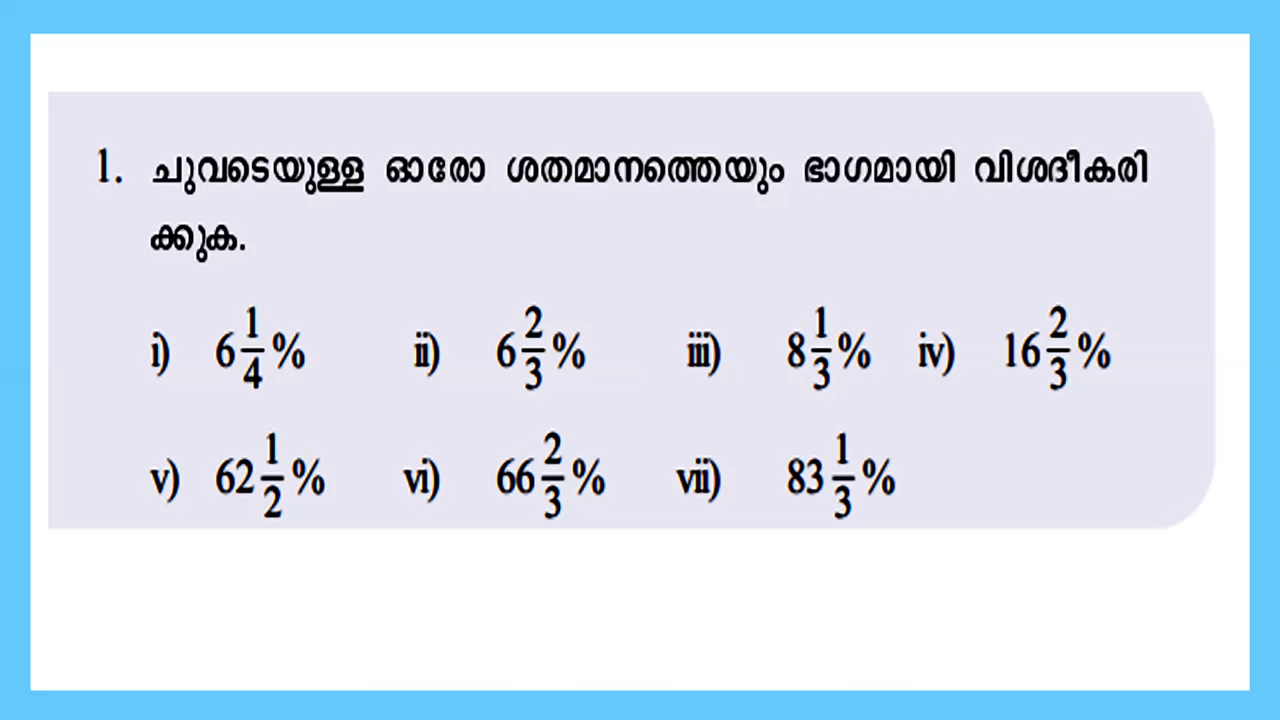 1. ചുവടെയുള്ള ഓരോ ശതമാനത്തെയും ഭാഗമായി വിശദീകരി
ക്കുക.
i) 6 1/4 % ii) 6 2/3 % iii) 8 1/3 % iv) 16 2/3 %
v) 62 1/2 % vi) 66 2/3 % vii) 83 1/3 %